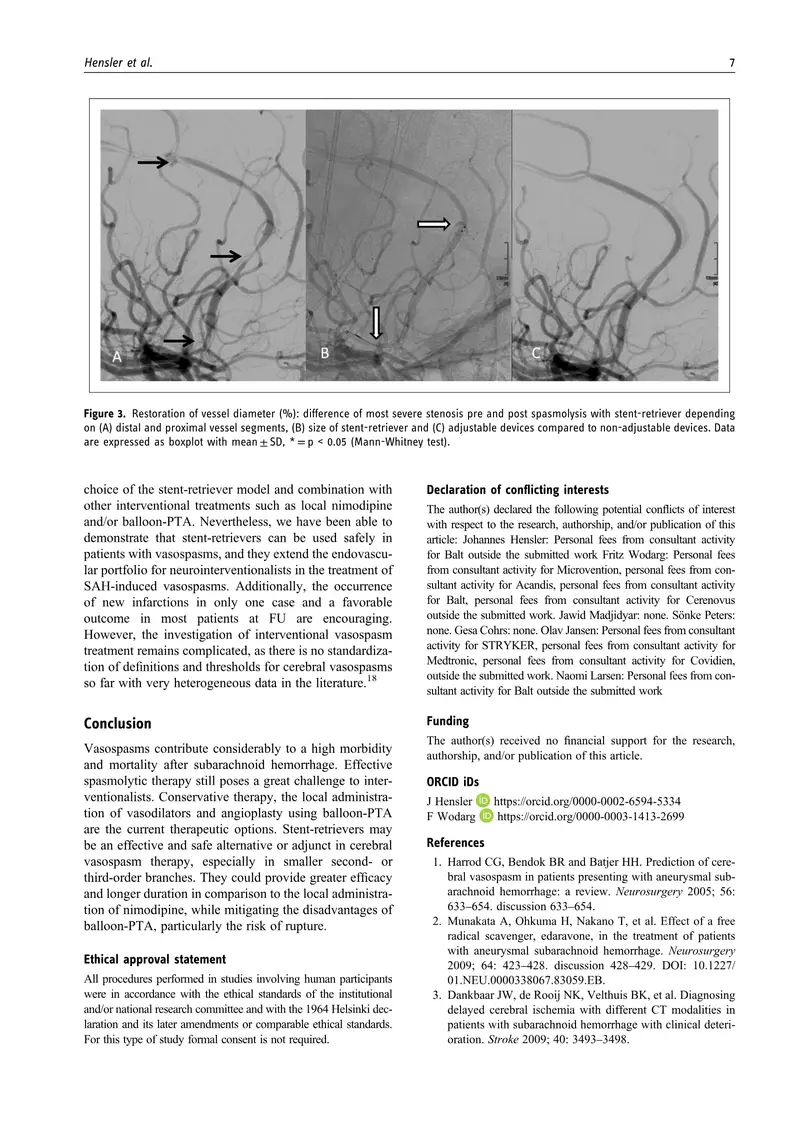 Hensler et al.
7
A
B
C
Figure 3. Restoration of vessel diameter (%): difference of most severe stenosis pre and post spasmolysis with stent-retriever depending
on (A) distal and proximal vessel segments, (B) size of stent-retriever and (C) adjustable devices compared to non-adjustable devices. Data
are expressed as boxplot with mean ± SD, * = p < 0.05 (Mann-Whitney test).
choice of the stent-retriever model and combination with
other interventional treatments such as local nimodipine
and/or balloon-PTA. Nevertheless, we have been able to
demonstrate that stent-retrievers can be used safely in
patients with vasospasms, and they extend the endovascu-
lar portfolio for neurointerventionalists in the treatment of
SAH-induced vasospasms. Additionally, the occurrence
of new infarctions in only one case and a favorable
outcome in most patients at FU are encouraging.
However, the investigation of interventional vasospasm
treatment remains complicated, as there is no standardiza-
tion of definitions and thresholds for cerebral vasospasms
so far with very heterogeneous data in the literature.18
Conclusion
Vasospasms contribute considerably to a high morbidity
and mortality after subarachnoid hemorrhage. Effective
spasmolytic therapy still poses a great challenge to inter-
ventionalists. Conservative therapy, the local administra-
tion of vasodilators and angioplasty using balloon-PTA
are the current therapeutic options. Stent-retrievers may
be an effective and safe alternative or adjunct in cerebral
vasospasm therapy, especially in smaller second- or
third-order branches. They could provide greater efficacy
and longer duration in comparison to the local administra-
tion of nimodipine, while mitigating the disadvantages of
balloon-PTA, particularly the risk of rupture.
Ethical approval statement
All procedures performed in studies involving human participants
were in accordance with the ethical standards of the institutional
and/or national research committee and with the 1964 Helsinki dec-
laration and its later amendments or comparable ethical standards.
For this type of study formal consent is not required.
Declaration of conflicting interests
The author(s) declared the following potential conflicts of interest
with respect to the research, authorship, and/or publication of this
article: Johannes Hensler: Personal fees from consultant activity
for Balt outside the submitted work Fritz Wodarg: Personal fees
from consultant activity for Microvention, personal fees from con-
sultant activity for Acandis, personal fees from consultant activity
for Balt, personal fees from consultant activity for Cerenovus
outside the submitted work. Jawid Madjidyar: none. Sönke Peters:
none. Gesa Cohrs: none. Olav Jansen: Personal fees from consultant
activity for STRYKER, personal fees from consultant activity for
Medtronic, personal fees from consultant activity for Covidien,
outside the submitted work. Naomi Larsen: Personal fees from con-
sultant activity for Balt outside the submitted work
Funding
The author(s) received no financial support for the research,
authorship, and/or publication of this article.
ORCID iDs
J Hensler iD https://orcid.org/0000-0002-6594-5334
F Wodarg iD https://orcid.org/0000-0003-1413-2699
References
1. Harrod CG, Bendok BR and Batjer HH. Prediction of cere-
bral vasospasm in patients presenting with aneurysmal sub-
arachnoid hemorrhage: a review. Neurosurgery 2005; 56:
633–654. discussion 633–654.
2. Munakata A, Ohkuma H, Nakano T, et al. Effect of a free
radical scavenger, edaravone, in the treatment of patients
with aneurysmal subarachnoid hemorrhage. Neurosurgery
2009; 64: 423–428. discussion 428–429. DOI: 10.1227/
01.NEU.0000338067.83059.EB.
3. Dankbaar JW, de Rooij NK, Velthuis BK, et al. Diagnosing
delayed cerebral ischemia with different CT modalities in
patients with subarachnoid hemorrhage with clinical deteri-
oration. Stroke 2009; 40: 3493–3498.